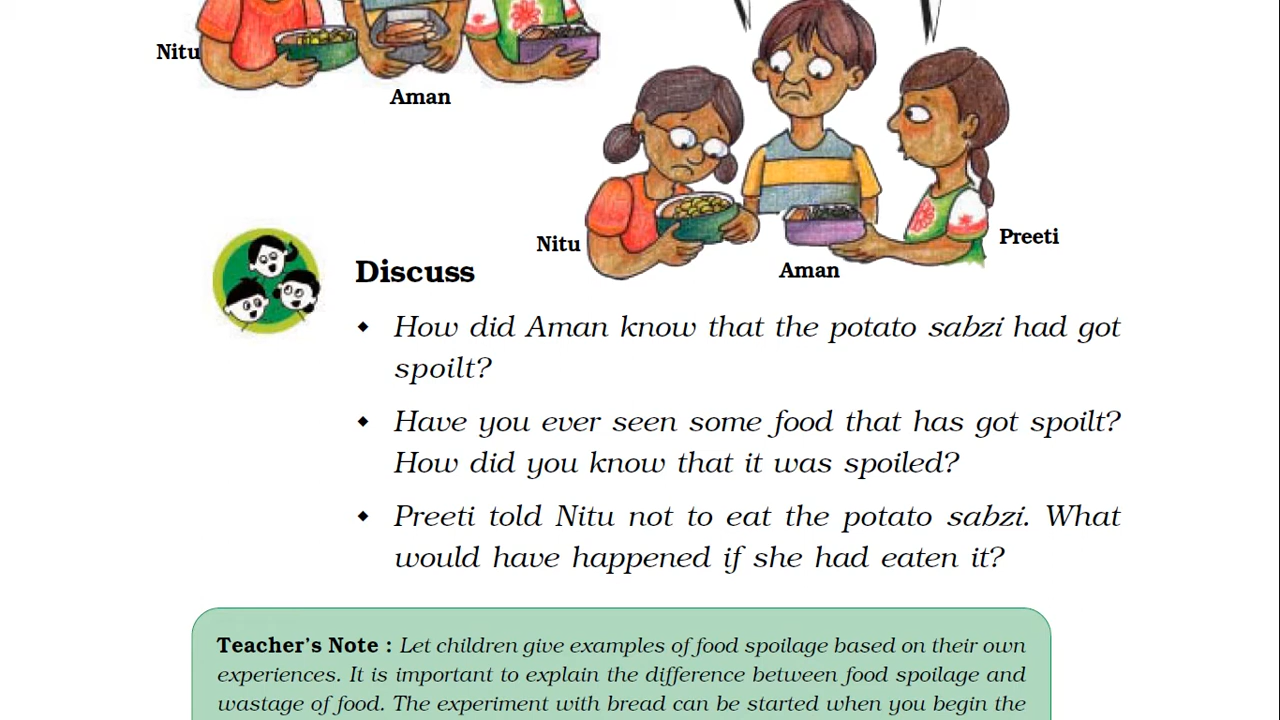 Nitu
Aman
Nitu
Aman
Preeti
Discuss
◆ How did Aman know that the potato sabzi had got
spoilt?
◆ Have you ever seen some food that has got spoilt?
How did you know that it was spoiled?
◆ Preeti told Nitu not to eat the potato sabzi. What
would have happened if she had eaten it?
Teacher's Note : Let children give examples of food spoilage based on their own
experiences. It is important to explain the difference between food spoilage and
wastage of food. The experiment with bread can be started when you begin the